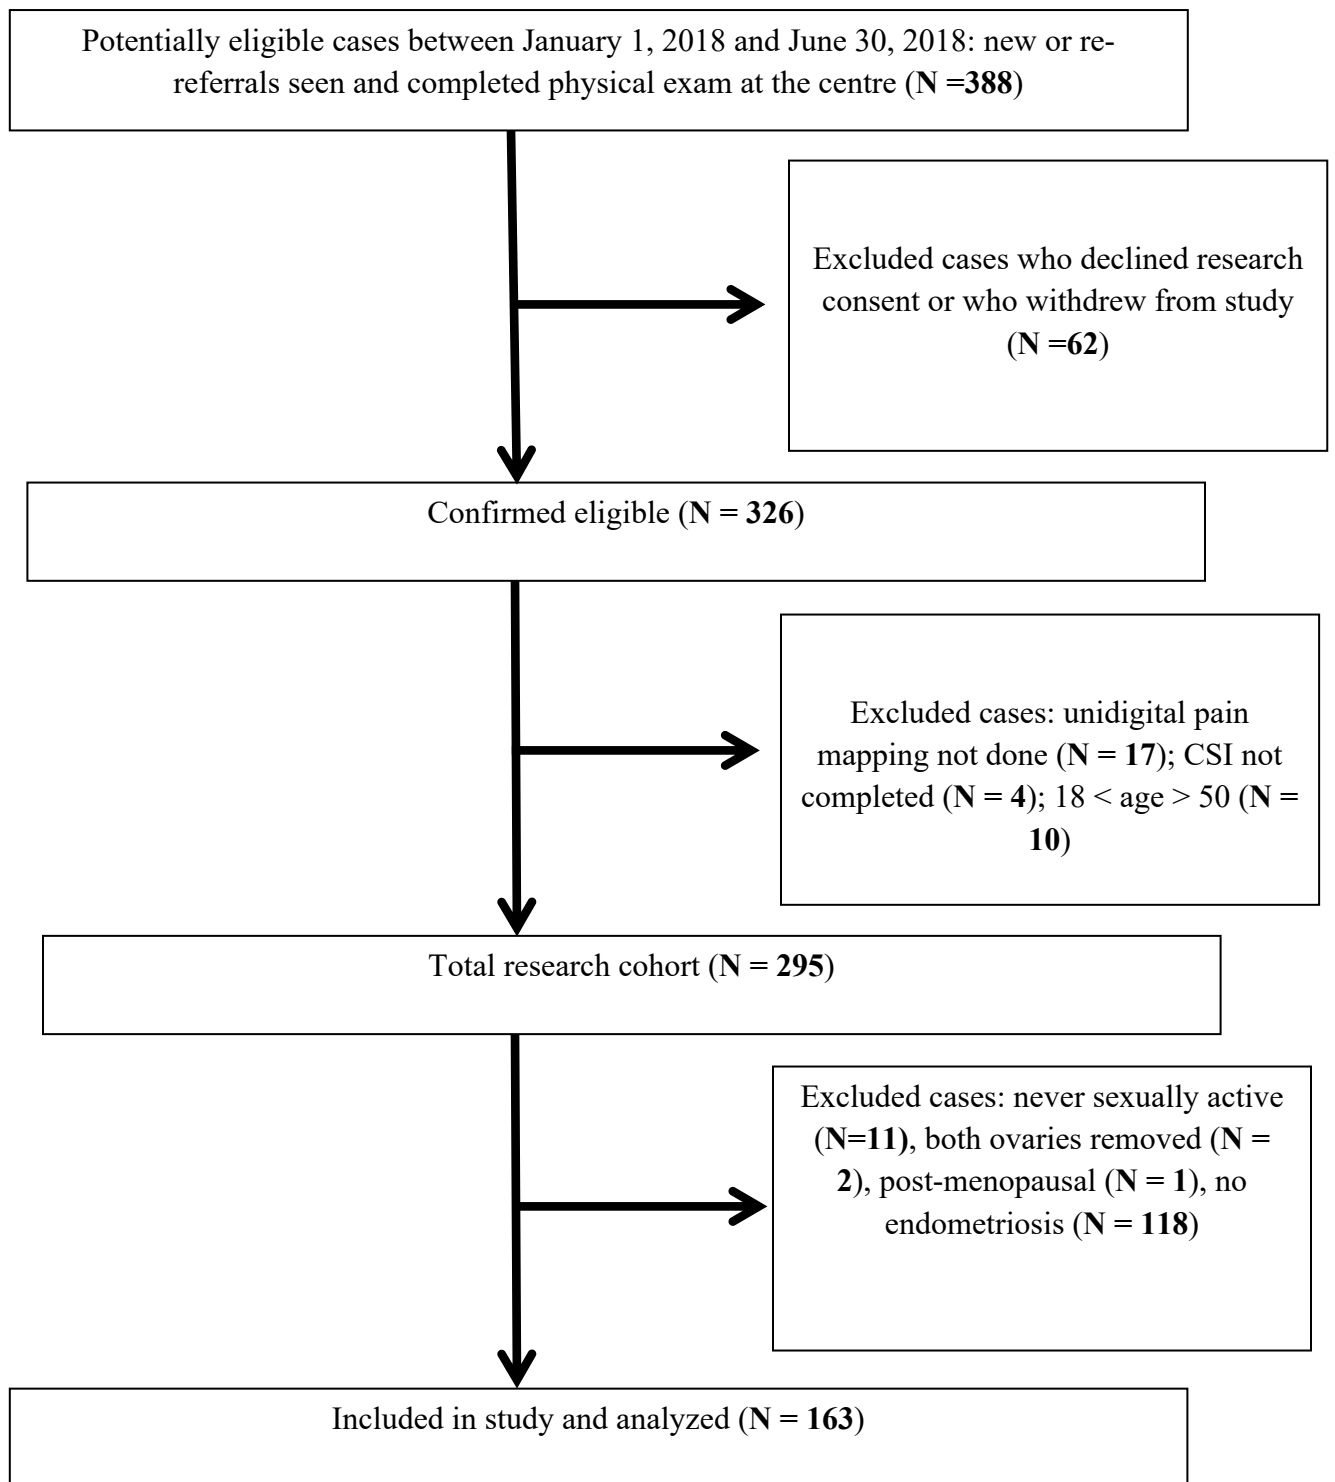 Potentially eligible cases between January 1, 2018 and June 30, 2018: new or re-
referrals seen and completed physical exam at the centre (N =388)
Excluded cases who declined research
consent or who withdrew from study
(N =62)
Confirmed eligible (N = 326)
Excluded cases: unidigital pain
mapping not done (N = 17); CSI not
completed (N = 4); 18 < age > 50 (N =
10)
Total research cohort (N = 295)
Excluded cases: never sexually active
(N=11), both ovaries removed (N =
2), post-menopausal (N = 1), no
endometriosis (N = 118)
Included in study and analyzed (N = 163)